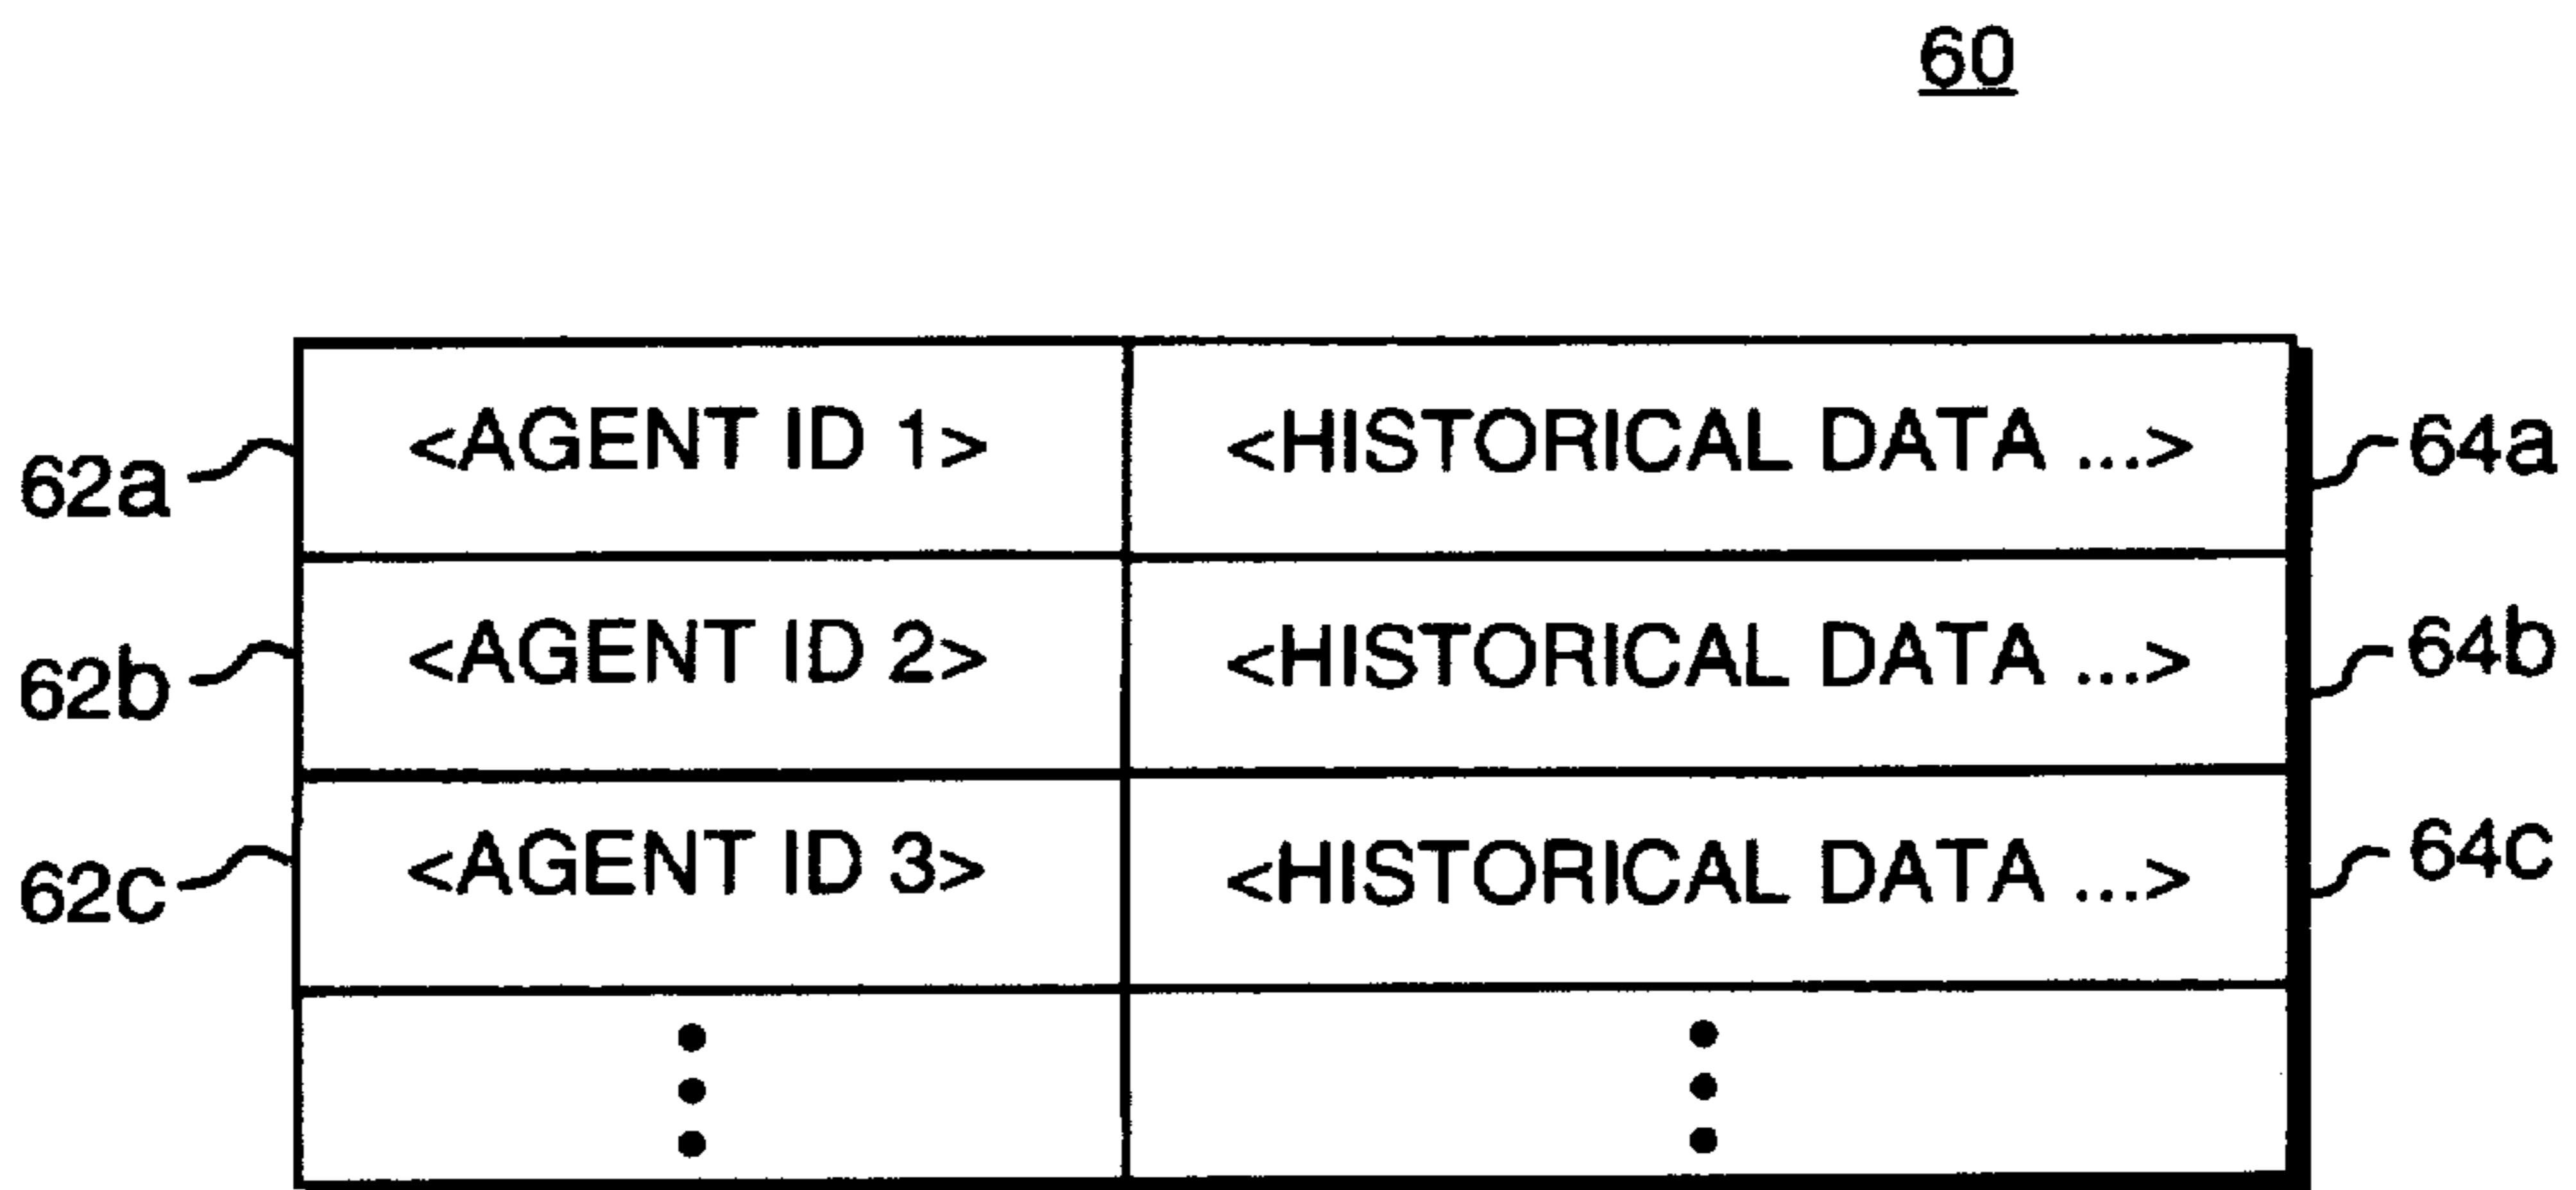 60
62a <AGENT ID 1> <HISTORICAL DATA ...> 64a
62b <AGENT ID 2> <HISTORICAL DATA ...> 64b
62c <AGENT ID 3> <HISTORICAL DATA ...> 64c